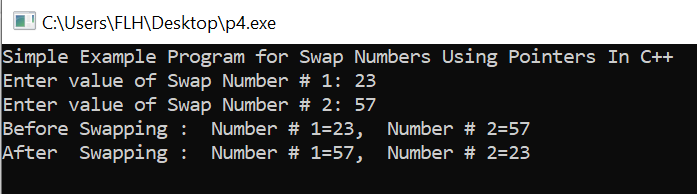 C:\Users\FLH\Desktop\p4.exe
Simple Example Program for Swap Numbers Using Pointers In C++
Enter value of Swap Number # 1: 23
Enter value of Swap Number # 2: 57
Before Swapping :  Number # 1=23,  Number # 2=57
After  Swapping :  Number # 1=57,  Number # 2=23